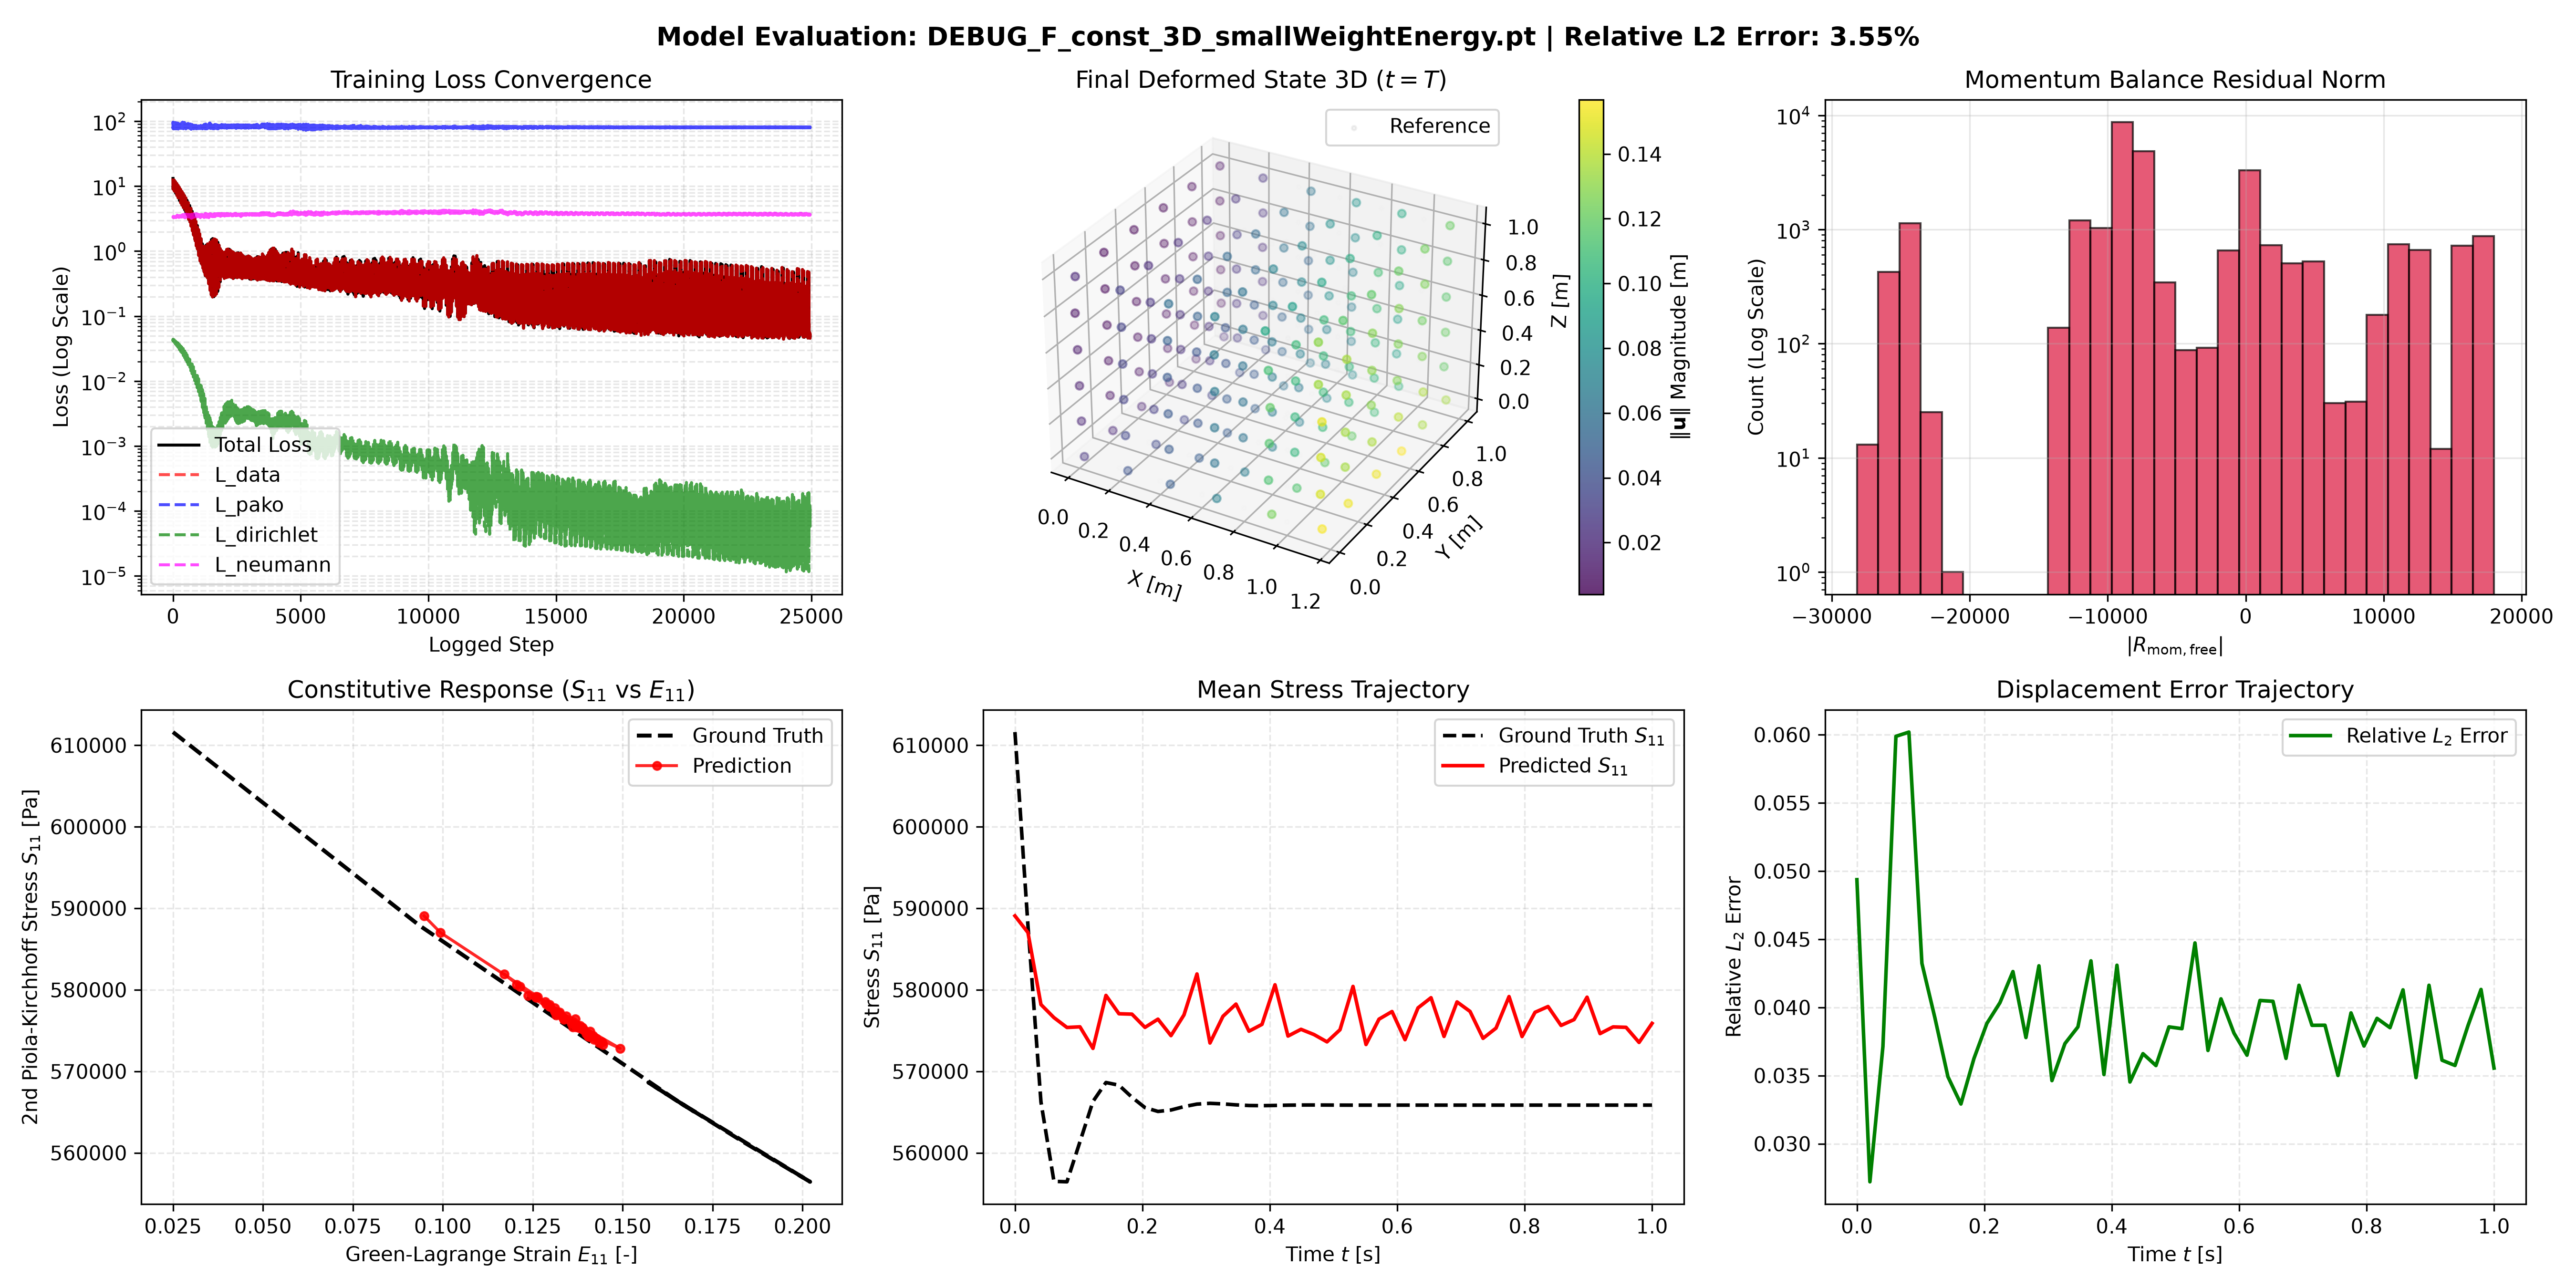 Model Evaluation: DEBUG_F_const_3D_smallWeightEnergy.pt | Relative L2 Error: 3.55%
Training Loss Convergence
Loss (Log Scale)
10²
10¹
10⁰
10⁻¹
10⁻²
10⁻³
10⁻⁴
10⁻⁵
Total Loss
L_data
L_pako
L_dirichlet
L_neumann
0 5000 10000 15000 20000 25000
Logged Step
Final Deformed State 3D (t = T)
Reference
1.0
0.8
0.6
0.4
0.2
0.0
Z [m]
1.0
0.8
0.6
0.4
0.2
0.0
Y [m]
0.0 0.2 0.4 0.6 0.8 1.0 1.2
X [m]
0.14
0.12
0.10
0.08
0.06
0.04
0.02
‖u‖ Magnitude [m]
Momentum Balance Residual Norm
Count (Log Scale)
10⁴
10³
10²
10¹
10⁰
−30000 −20000 −10000 0 10000 20000
|R_mom, free|
Constitutive Response (S₁₁ vs E₁₁)
2nd Piola-Kirchhoff Stress S₁₁ [Pa]
Ground Truth
Prediction
610000
600000
590000
580000
570000
560000
0.025 0.050 0.075 0.100 0.125 0.150 0.175 0.200
Green-Lagrange Strain E₁₁ [-]
Mean Stress Trajectory
Stress S₁₁ [Pa]
Ground Truth S₁₁
Predicted S₁₁
610000
600000
590000
580000
570000
560000
0.0 0.2 0.4 0.6 0.8 1.0
Time t [s]
Displacement Error Trajectory
Relative L₂ Error
Relative L₂ Error
0.060
0.055
0.050
0.045
0.040
0.035
0.030
0.0 0.2 0.4 0.6 0.8 1.0
Time t [s]